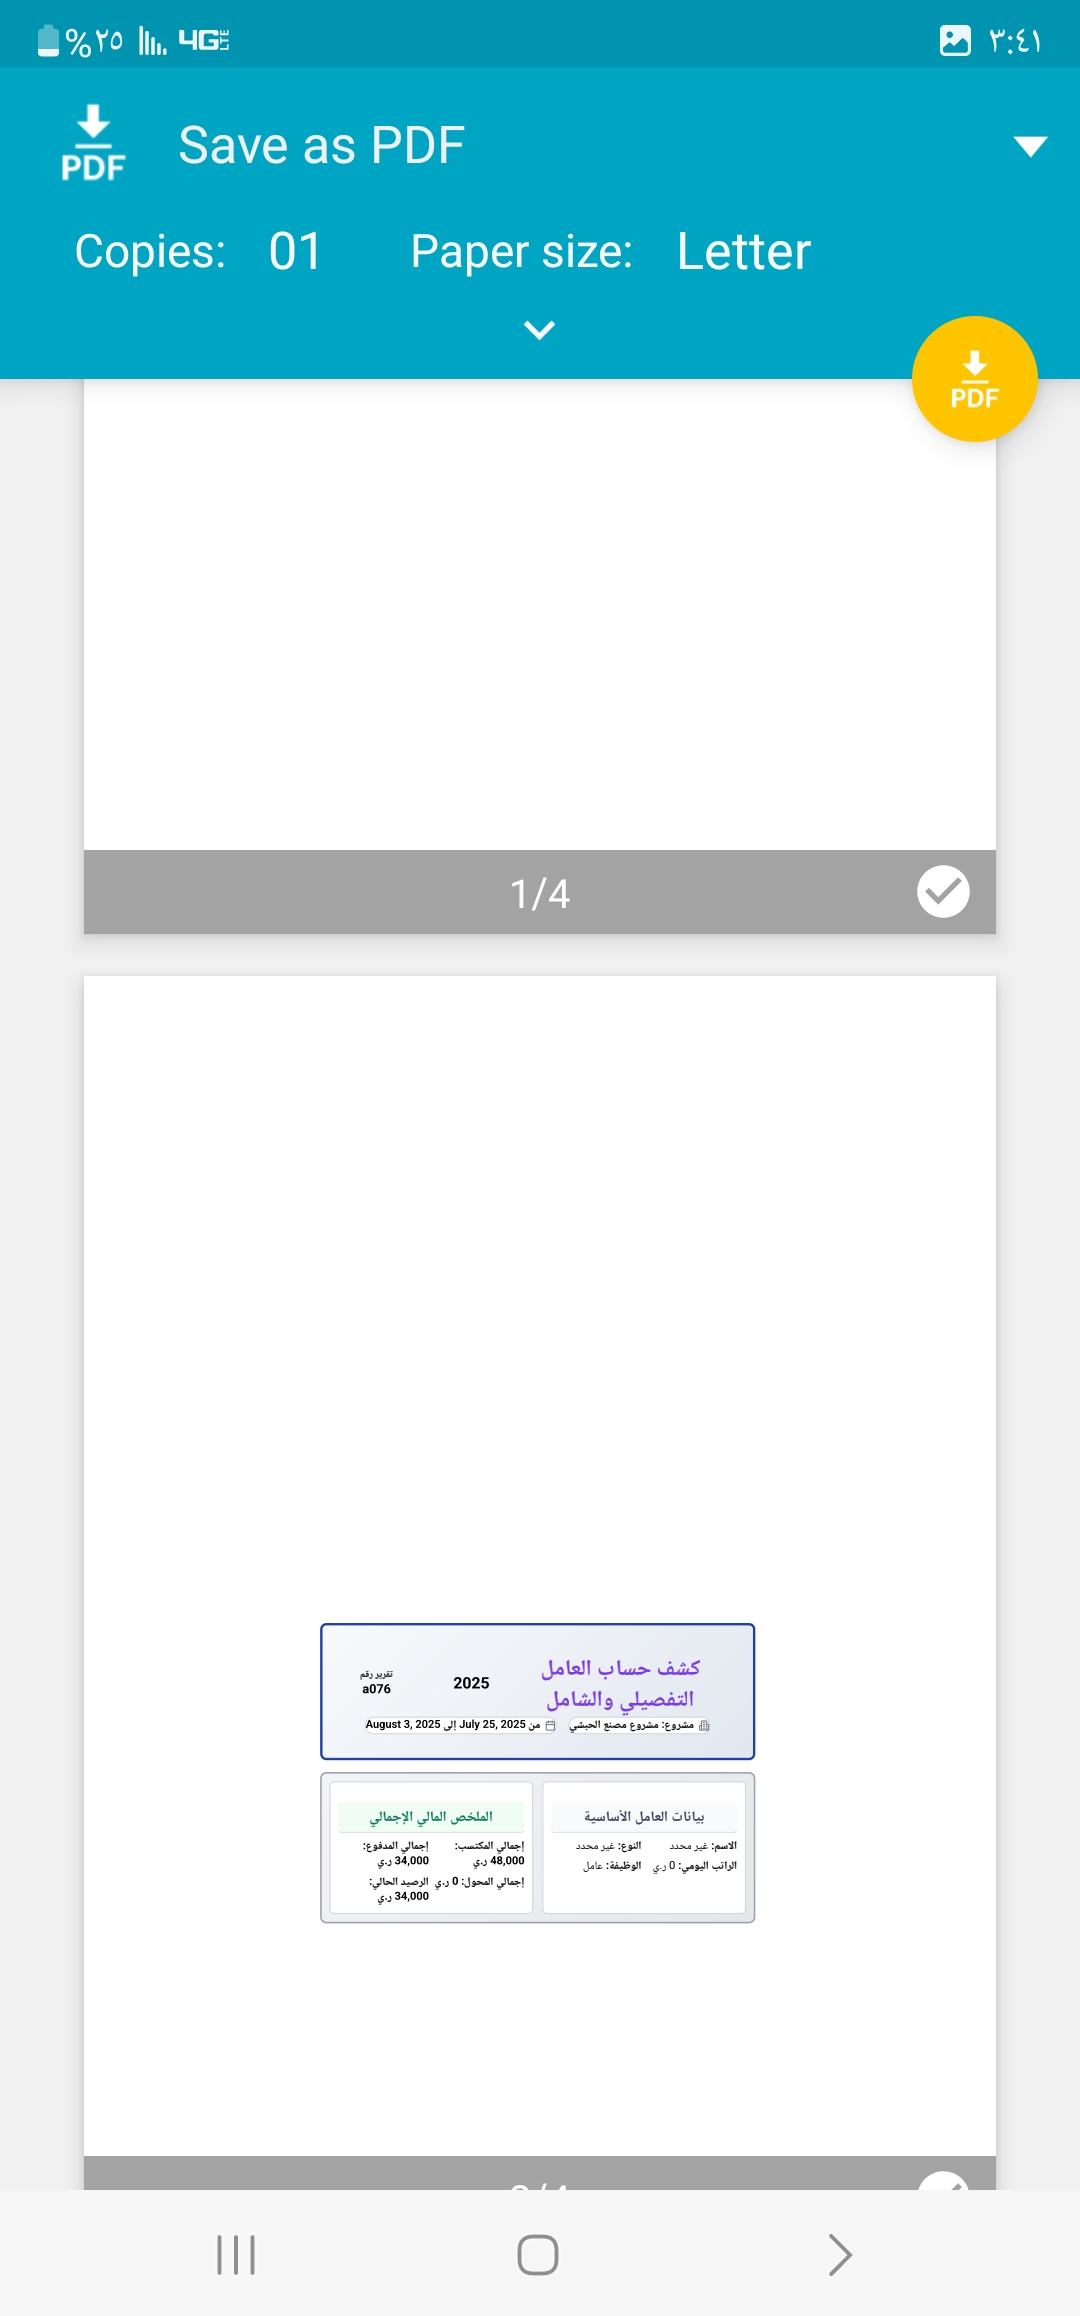 %٢٥ 4G LTE ٣:٤١
PDF Save as PDF
Copies: 01 Paper size: Letter
PDF
1/4
كشف حساب العامل
التفصيلي والشامل
2025
تقرير رقم
a076
مشروع: مشروع مصنع الحبشي
من July 25, 2025 إلى August 3, 2025
بيانات العامل الأساسية
الاسم: غير محدد النوع: غير محدد
الراتب اليومي: 0 ر.ي الوظيفة: عامل
الملخص المالي الإجمالي
إجمالي المكتسب: إجمالي المدفوع:
48,000 ر.ي 34,000 ر.ي
إجمالي المحول: 0 ر.ي الرصيد الحالي:
34,000 ر.ي